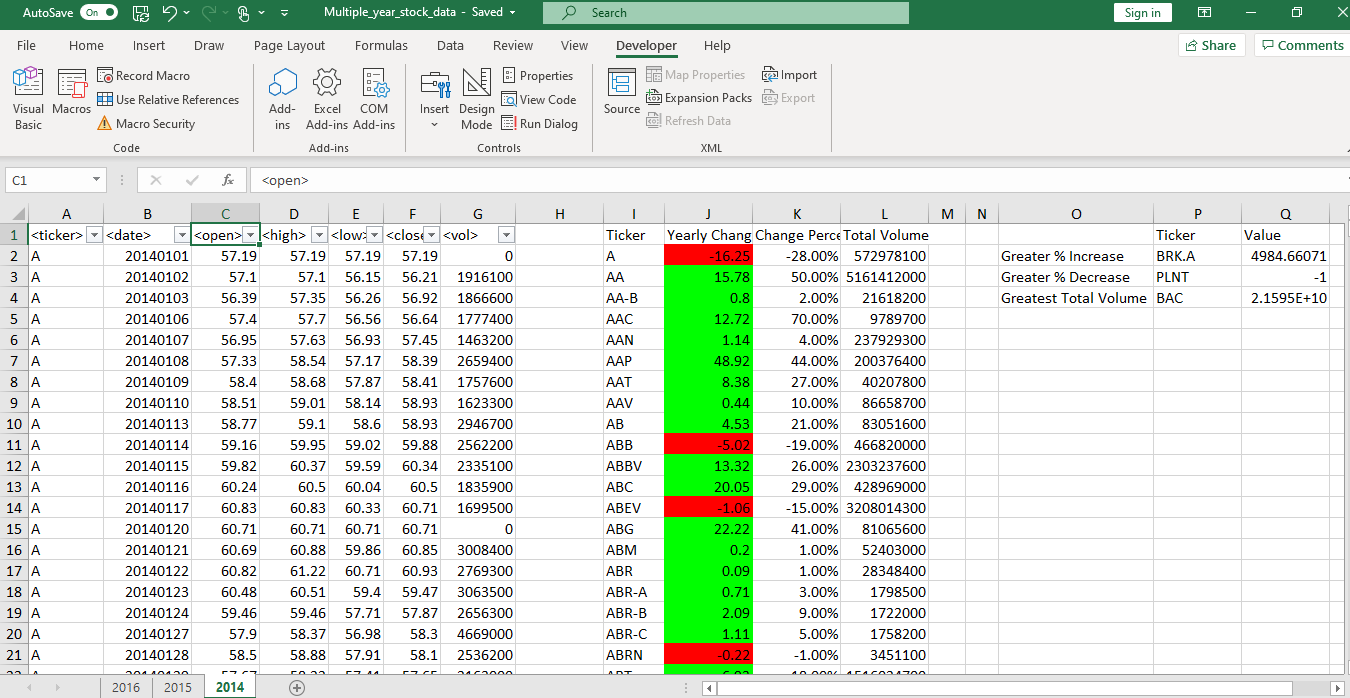 AutoSave On Multiple_year_stock_data - Saved Search Sign in
File Home Insert Draw Page Layout Formulas Data Review View Developer Help Share Comments
Visual Basic Macros Record Macro Use Relative References Macro Security
Add-ins Excel Add-ins COM Add-ins
Insert Design Mode Properties View Code Run Dialog
Source Map Properties Expansion Packs Refresh Data Import Export
Code Add-ins Controls XML
C1 fx <open>
A B C D E F G H I J K L M N O P Q
1 <ticker> <date> <open> <high> <low> <close <vol> Ticker Yearly Chang Change Perce Total Volume Ticker Value
2 A 20140101 57.19 57.19 57.19 57.19 0 A -16.25 -28.00% 572978100 Greater % Increase BRK.A 4984.66071
3 A 20140102 57.1 57.1 56.15 56.21 1916100 AA 15.78 50.00% 5161412000 Greater % Decrease PLNT -1
4 A 20140103 56.39 57.35 56.26 56.92 1866600 AA-B 0.8 2.00% 21618200 Greatest Total Volume BAC 2.1595E+10
5 A 20140106 57.4 57.7 56.56 56.64 1777400 AAC 12.72 70.00% 9789700
6 A 20140107 56.95 57.63 56.93 57.45 1463200 AAN 1.14 4.00% 237929300
7 A 20140108 57.33 58.54 57.17 58.39 2659400 AAP 48.92 44.00% 200376400
8 A 20140109 58.4 58.68 57.87 58.41 1757600 AAT 8.38 27.00% 40207800
9 A 20140110 58.51 59.01 58.14 58.93 1623300 AAV 0.44 10.00% 86658700
10 A 20140113 58.77 59.1 58.6 58.93 2946700 AB 4.53 21.00% 83051600
11 A 20140114 59.16 59.95 59.02 59.88 2562200 ABB -5.02 -19.00% 466820000
12 A 20140115 59.82 60.37 59.59 60.34 2335100 ABBV 13.32 26.00% 2303237600
13 A 20140116 60.24 60.5 60.04 60.5 1835900 ABC 20.05 29.00% 428969000
14 A 20140117 60.83 60.83 60.33 60.71 1699500 ABEV -1.06 -15.00% 3208014300
15 A 20140120 60.71 60.71 60.71 60.71 0 ABG 22.22 41.00% 81065600
16 A 20140121 60.69 60.88 59.86 60.85 3008400 ABM 0.2 1.00% 52403000
17 A 20140122 60.82 61.22 60.71 60.93 2769300 ABR 0.09 1.00% 28348400
18 A 20140123 60.48 60.51 59.4 59.47 3063500 ABR-A 0.71 3.00% 1798500
19 A 20140124 59.46 59.46 57.71 57.87 2656300 ABR-B 2.09 9.00% 1722000
20 A 20140127 57.9 58.37 56.98 58.3 4669000 ABR-C 1.11 5.00% 1758200
21 A 20140128 58.5 58.88 57.91 58.1 2536200 ABRN -0.22 -1.00% 3451100
2016 2015 2014